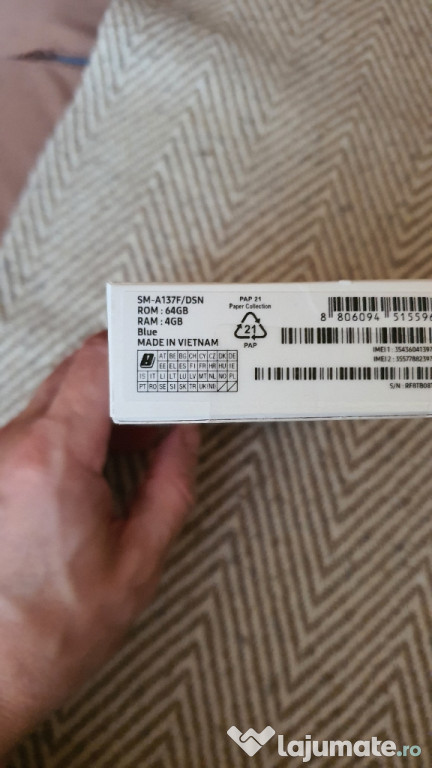 SM-A137F/DSN
ROM : 64GB
RAM : 4GB
Blue
MADE IN VIETNAM
PAP 21
Paper Collection
21
PAP
8 806094 51559
IMEI1 :
IMEI2 :
S/N :
AT BE BG CH CY CZ DK DE
EE EL ES FI FR HR HU IE
IS IT LI LT LU LV MT NL NO PL
PT RO SE SI SK TR UK(NI)
lajumate.ro